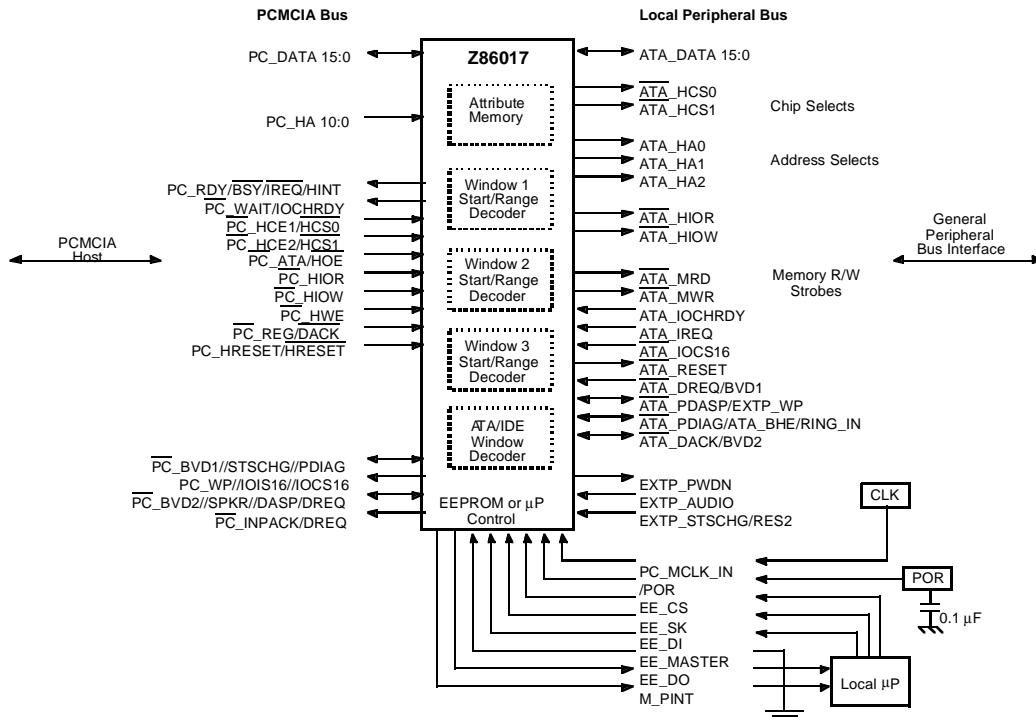 PCMCIA Bus
Local Peripheral Bus
Z86017
PC_DATA 15:0
ATA_DATA 15:0
Attribute
Memory
ATA_HCS0
ATA_HCS1
Chip Selects
PC_HA 10:0
ATA_HA0
ATA_HA1
ATA_HA2
Address Selects
Window 1
Start/Range
Decoder
PC_RDY/BSY/IREQ/HINT
PC_WAIT/IOCHRDY
PC_HCE1/HCS0
PC_HCE2/HCS1
PC_ATA/HOE
PC_HIOR
PC_HIOW
PC_HWE
PC_REG/DACK
PC_HRESET/HRESET
ATA_HIOR
ATA_HIOW
PCMCIA
Host
General
Peripheral
Bus Interface
Window 2
Start/Range
Decoder
ATA_MRD
ATA_MWR
Memory R/W
Strobes
ATA_IOCHRDY
ATA_IREQ
ATA_IOCS16
ATA_RESET
ATA_DREQ/BVD1
ATA_PDASP/EXTP_WP
ATA_PDIAG/ATA_BHE/RING_IN
ATA_DACK/BVD2
Window 3
Start/Range
Decoder
ATA/IDE
Window
Decoder
PC_BVD1//STSCHG//PDIAG
PC_WP//IOIS16//IOCS16
PC_BVD2//SPKR//DASP/DREQ
PC_INPACK/DREQ
EEPROM or µP
Control
EXTP_PWDN
EXTP_AUDIO
EXTP_STSCHG/RES2
CLK
PC_MCLK_IN
/POR
POR
0.1 µF
EE_CS
EE_SK
EE_DI
EE_MASTER
EE_DO
M_PINT
Local µP